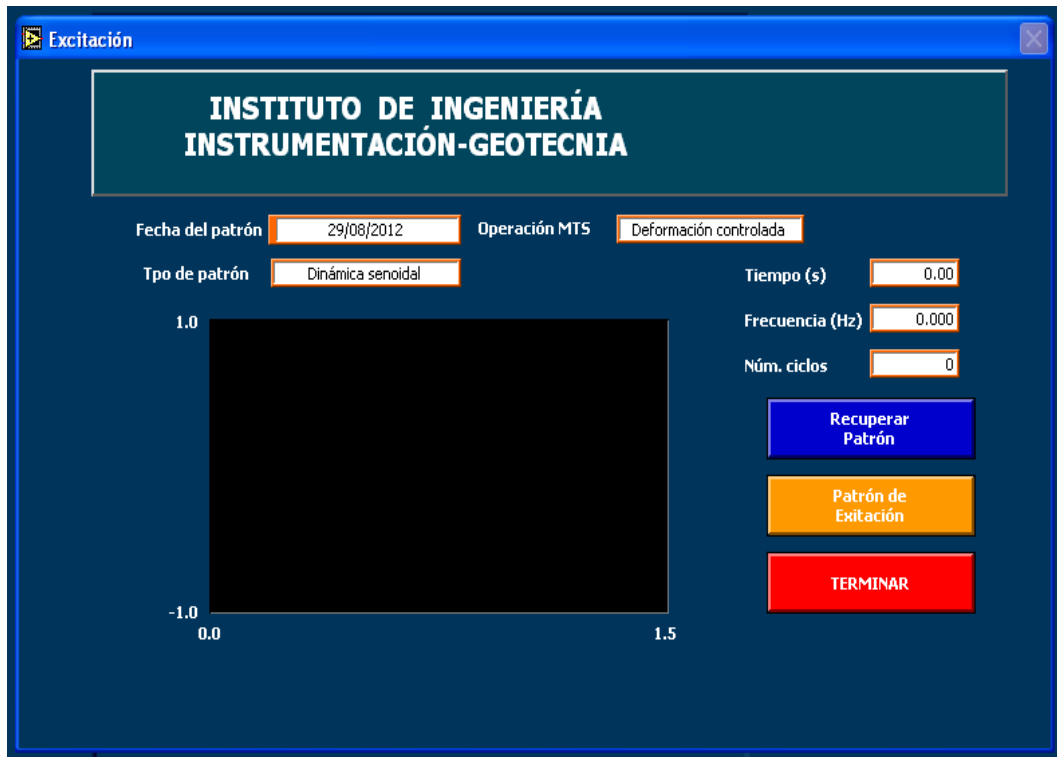 Excitación
INSTITUTO DE INGENIERÍA
INSTRUMENTACIÓN-GEOTECNIA
Fecha del patrón 29/08/2012 Operación MTS Deformación controlada
Tpo de patrón Dinámica senoidal
Tiempo (s) 0.00
Frecuencia (Hz) 0.000
Núm. ciclos 0
1.0
-1.0
0.0 1.5
Recuperar
Patrón
Patrón de
Exitación
TERMINAR